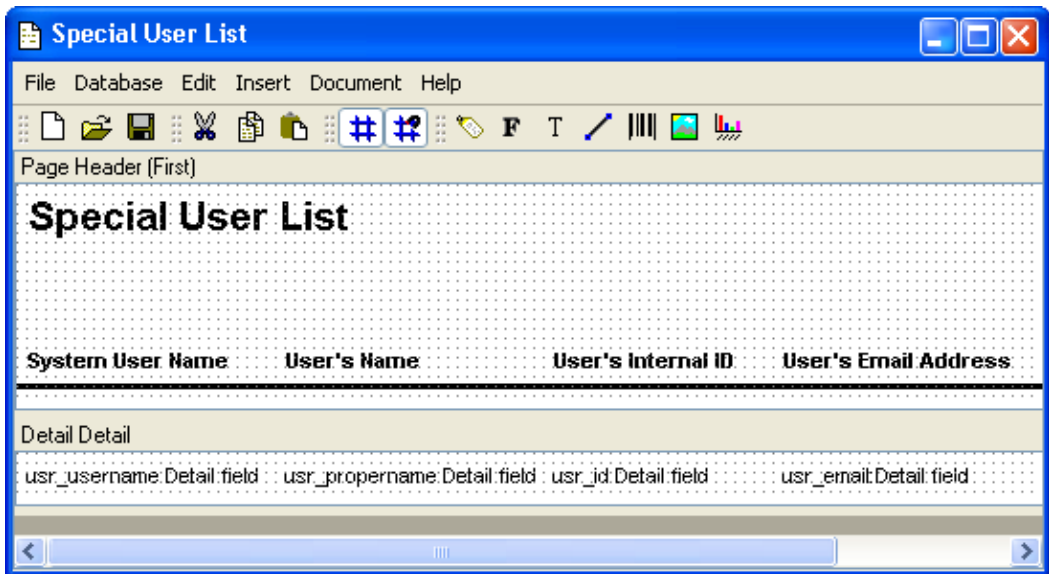 Special User List
File Database Edit Insert Document Help
F T
Page Header (First)
Special User List
System User Name User's Name User's Internal ID User's Email Address
Detail Detail
usr_username:Detail:field usr_propername:Detail:field usr_id:Detail:field usr_email:Detail:field